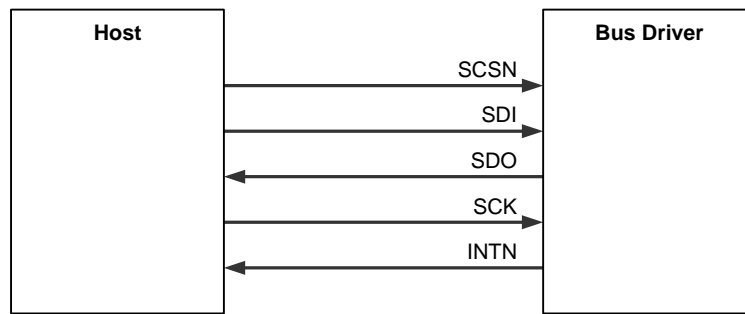 Host
Bus Driver
SCSN
SDI
SDO
SCK
INTN